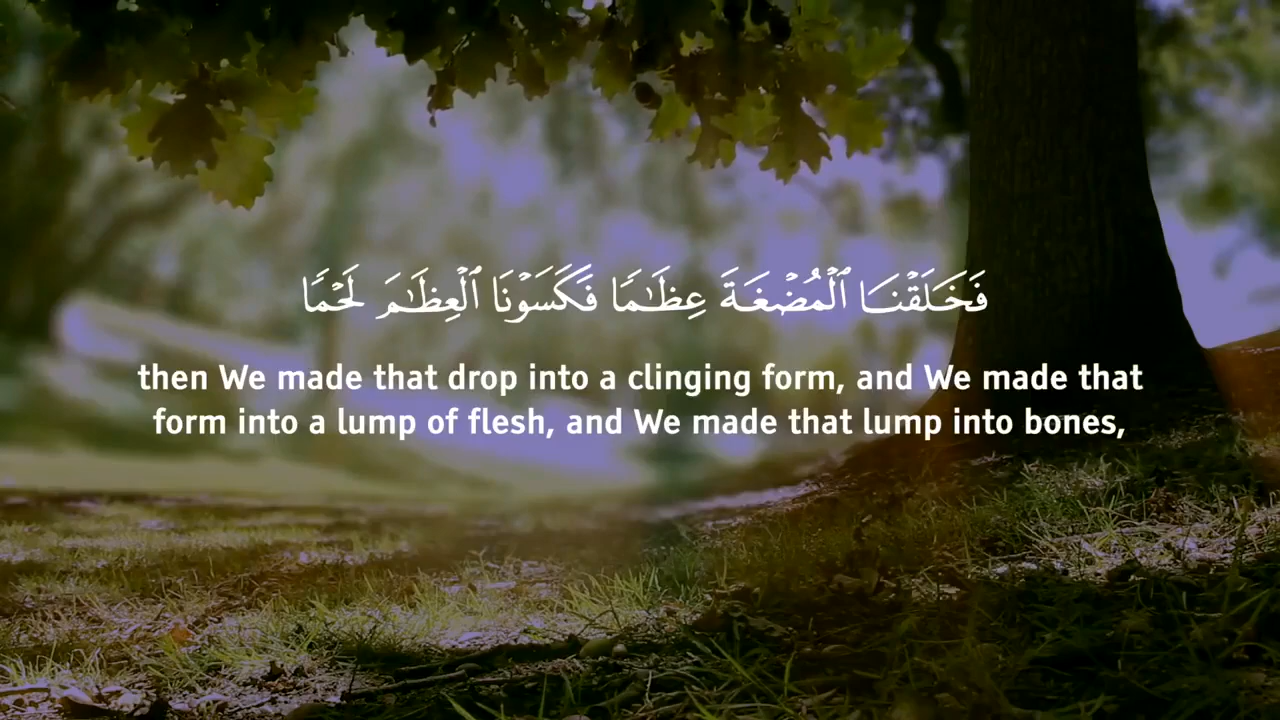 فَخَلَقْنَا ٱلْمُضْغَةَ عِظَـٰمًا فَكَسَوْنَا ٱلْعِظَـٰمَ لَحْمًا
then We made that drop into a clinging form, and We made that
form into a lump of flesh, and We made that lump into bones,